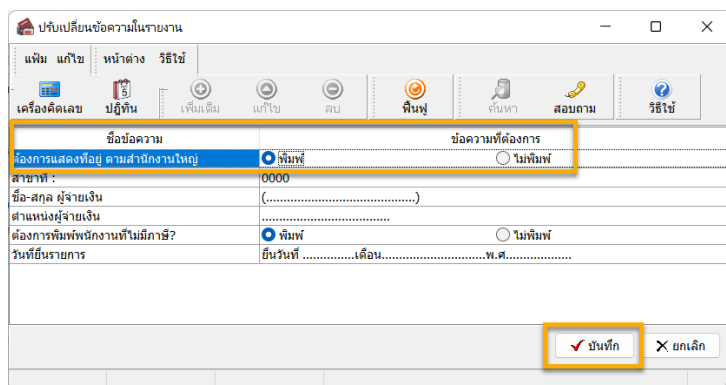 ปรับเปลี่ยนข้อความในรายงาน
แฟ้ม แก้ไข หน้าต่าง วิธีใช้
เครื่องคิดเลข ปฏิทิน เพิ่มเติม แก้ไข ลบ ฟื้นฟู ค้นหา สอบถาม วิธีใช้
ชื่อข้อความ ข้อความที่ต้องการ
ต้องการแสดงที่อยู่ ตามสำนักงานใหญ่ พิมพ์ ไม่พิมพ์
สาขาที่ : 0000
ชื่อ-สกุล ผู้จ่ายเงิน (..........................................)
ตำแหน่งผู้จ่ายเงิน .....................................
ต้องการพิมพ์พนักงานที่ไม่มีภาษี? พิมพ์ ไม่พิมพ์
วันที่ยื่นรายการ ยื่นวันที่ ...............เดือน..............................พ.ศ...................
บันทึก ยกเลิก